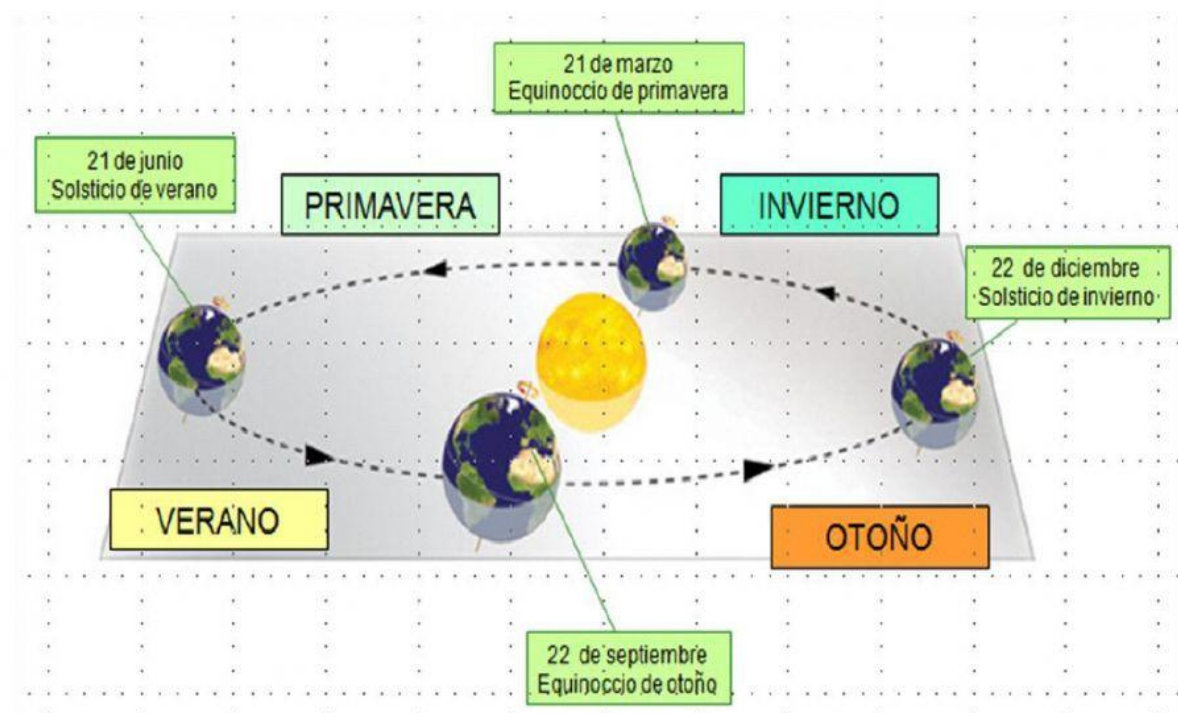 21 de marzo
Equinoccio de primavera
21 de junio
Solsticio de verano
PRIMAVERA
INVIERNO
22 de diciembre
Solsticio de invierno
VERANO
OTOÑO
22 de septiembre
Equinoccio de otoño